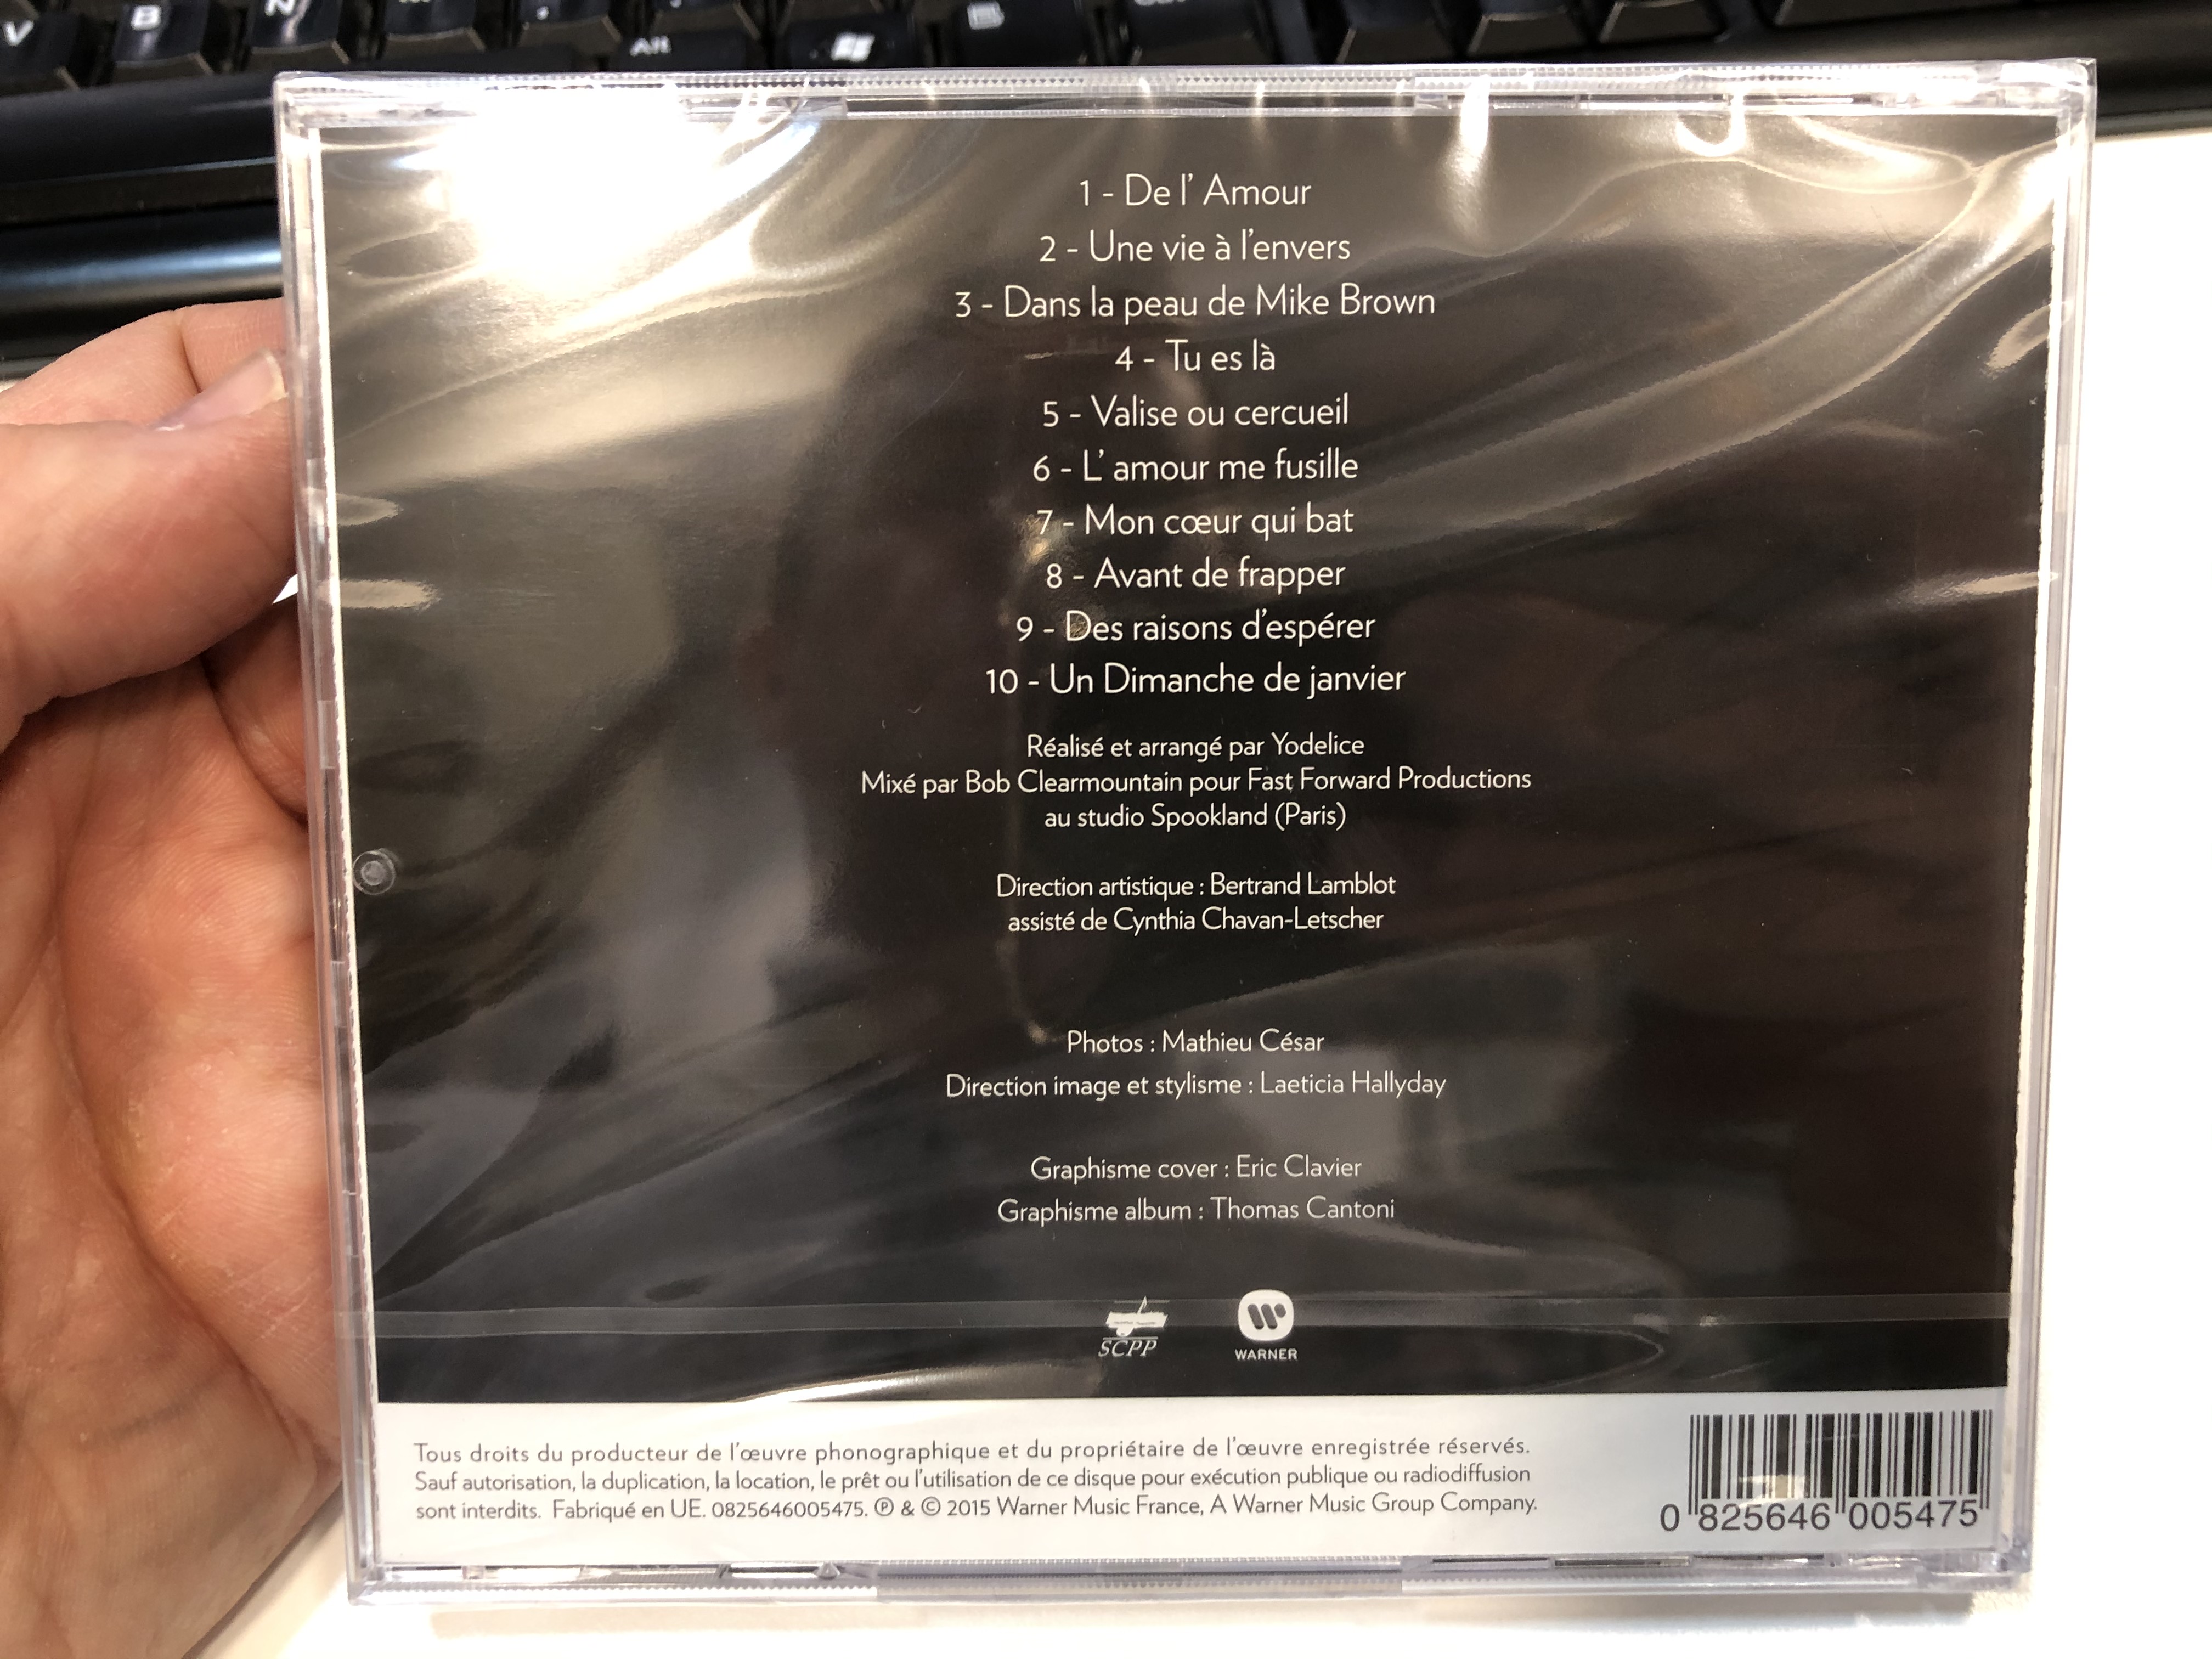 V B N Alt
1 - De l' Amour
2 - Une vie à l'envers
3 - Dans la peau de Mike Brown
4 - Tu es là
5 - Valise ou cercueil
6 - L' amour me fusille
7 - Mon cœur qui bat
8 - Avant de frapper
9 - Des raisons d'espérer
10 - Un Dimanche de janvier
Réalisé et arrangé par Yodelice
Mixé par Bob Clearmountain pour Fast Forward Productions
au studio Spookland (Paris)
Direction artistique : Bertrand Lamblot
assisté de Cynthia Chavan-Letscher
Photos : Mathieu César
Direction image et stylisme : Laeticia Hallyday
Graphisme cover : Eric Clavier
Graphisme album : Thomas Cantoni
SCPP WARNER
Tous droits du producteur de l'œuvre phonographique et du propriétaire de l'œuvre enregistrée réservés.
Sauf autorisation, la duplication, la location, le prêt ou l'utilisation de ce disque pour exécution publique ou radiodiffusion
sont interdits. Fabriqué en UE. 0825646005475. ℗ & © 2015 Warner Music France, A Warner Music Group Company.
0 825646 005475